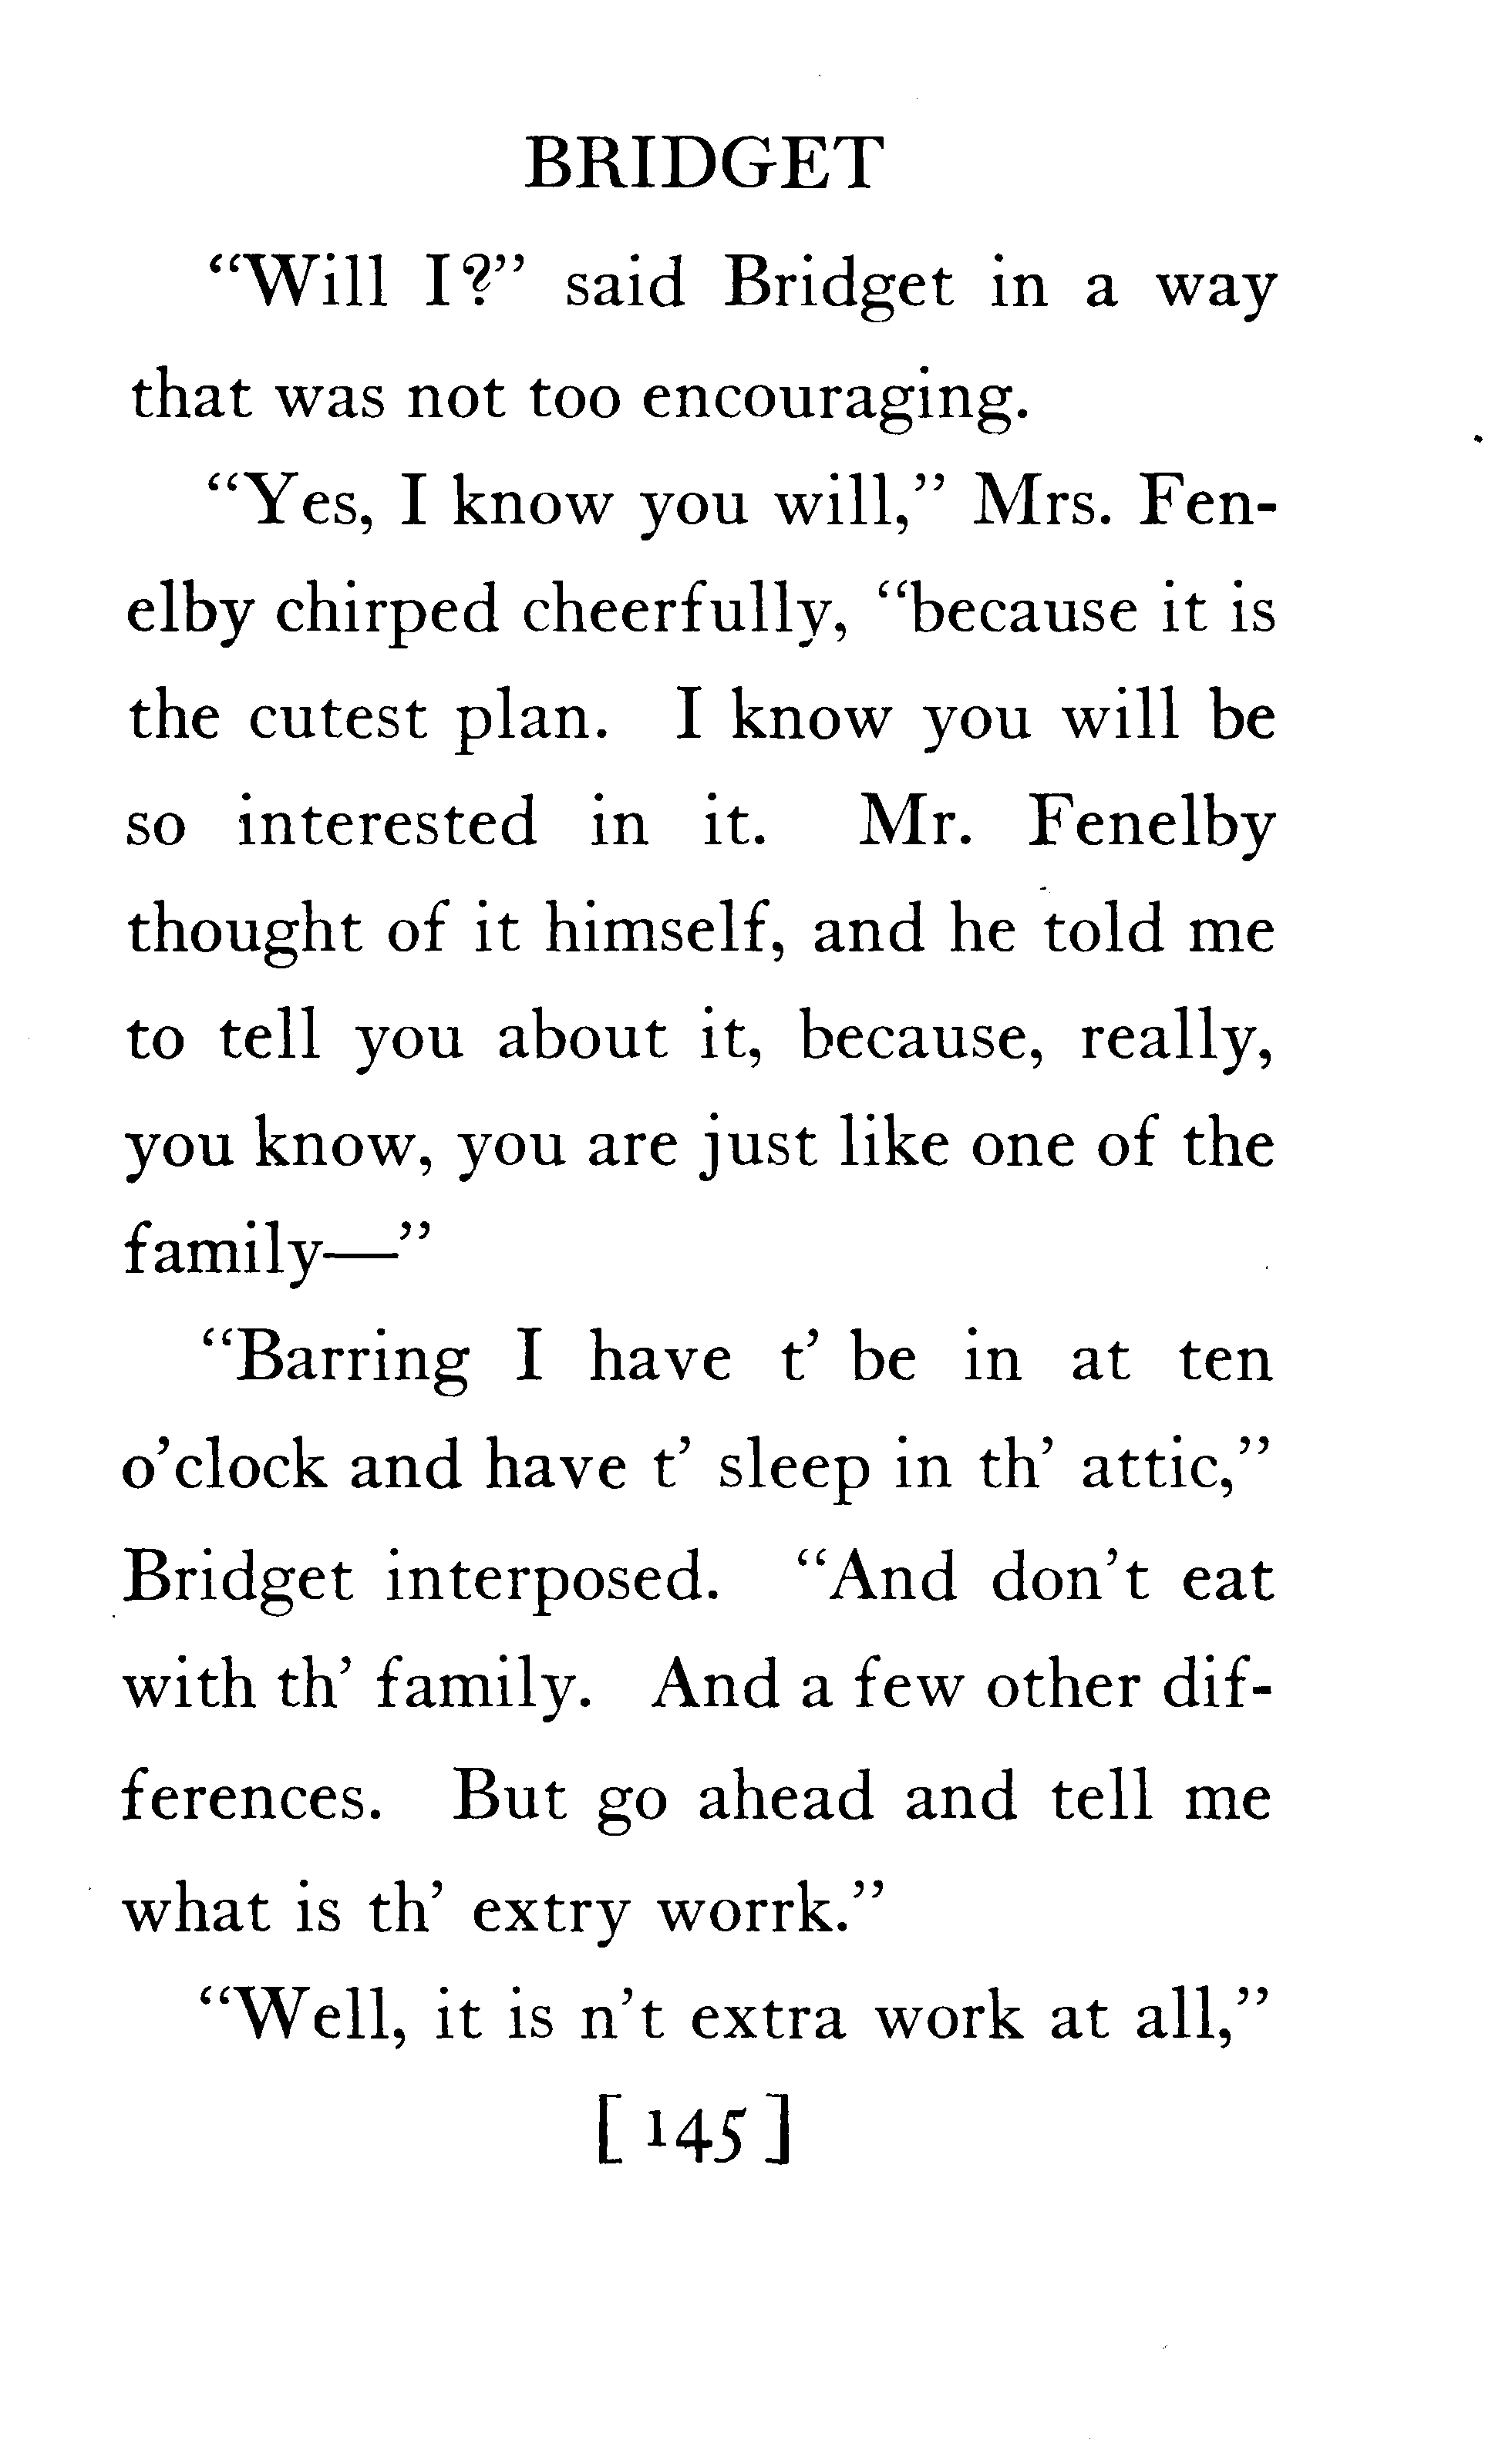 BRIDGET
“Will I?” said Bridget in a way
that was not too encouraging.
“Yes, I know you will,” Mrs. Fen-
elby chirped cheerfully, “because it is
the cutest plan. I know you will be
so interested in it. Mr. Fenelby
thought of it himself, and he told me
to tell you about it, because, really,
you know, you are just like one of the
family—”
“Barring I have t’ be in at ten
o’clock and have t’ sleep in th’ attic,”
Bridget interposed. “And don’t eat
with th’ family. And a few other dif-
ferences. But go ahead and tell me
what is th’ extry worrk.”
“Well, it is n’t extra work at all,”
[145]